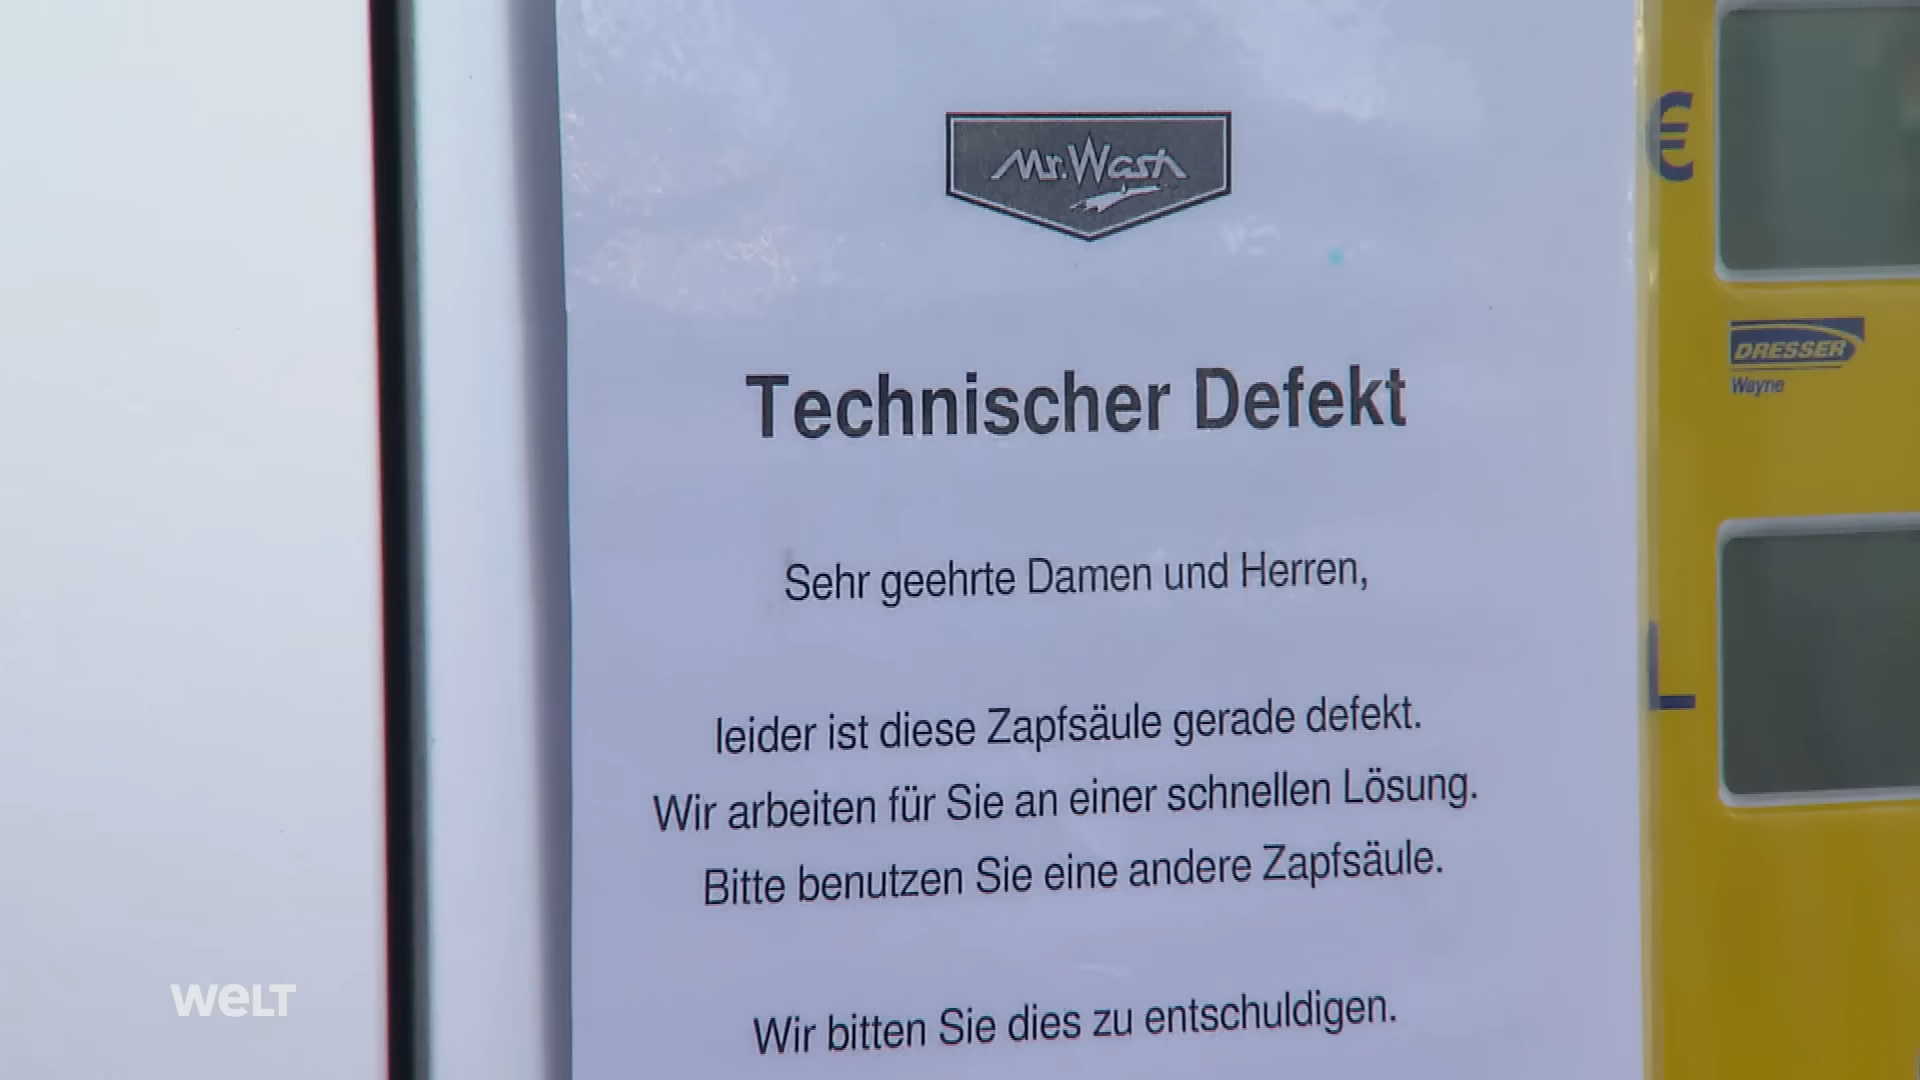 Mr. Wash
Technischer Defekt
Sehr geehrte Damen und Herren,
leider ist diese Zapfsäule gerade defekt.
Wir arbeiten für Sie an einer schnellen Lösung.
Bitte benutzen Sie eine andere Zapfsäule.
Wir bitten Sie dies zu entschuldigen.
€
DRESSER
Wayne
L
WELT